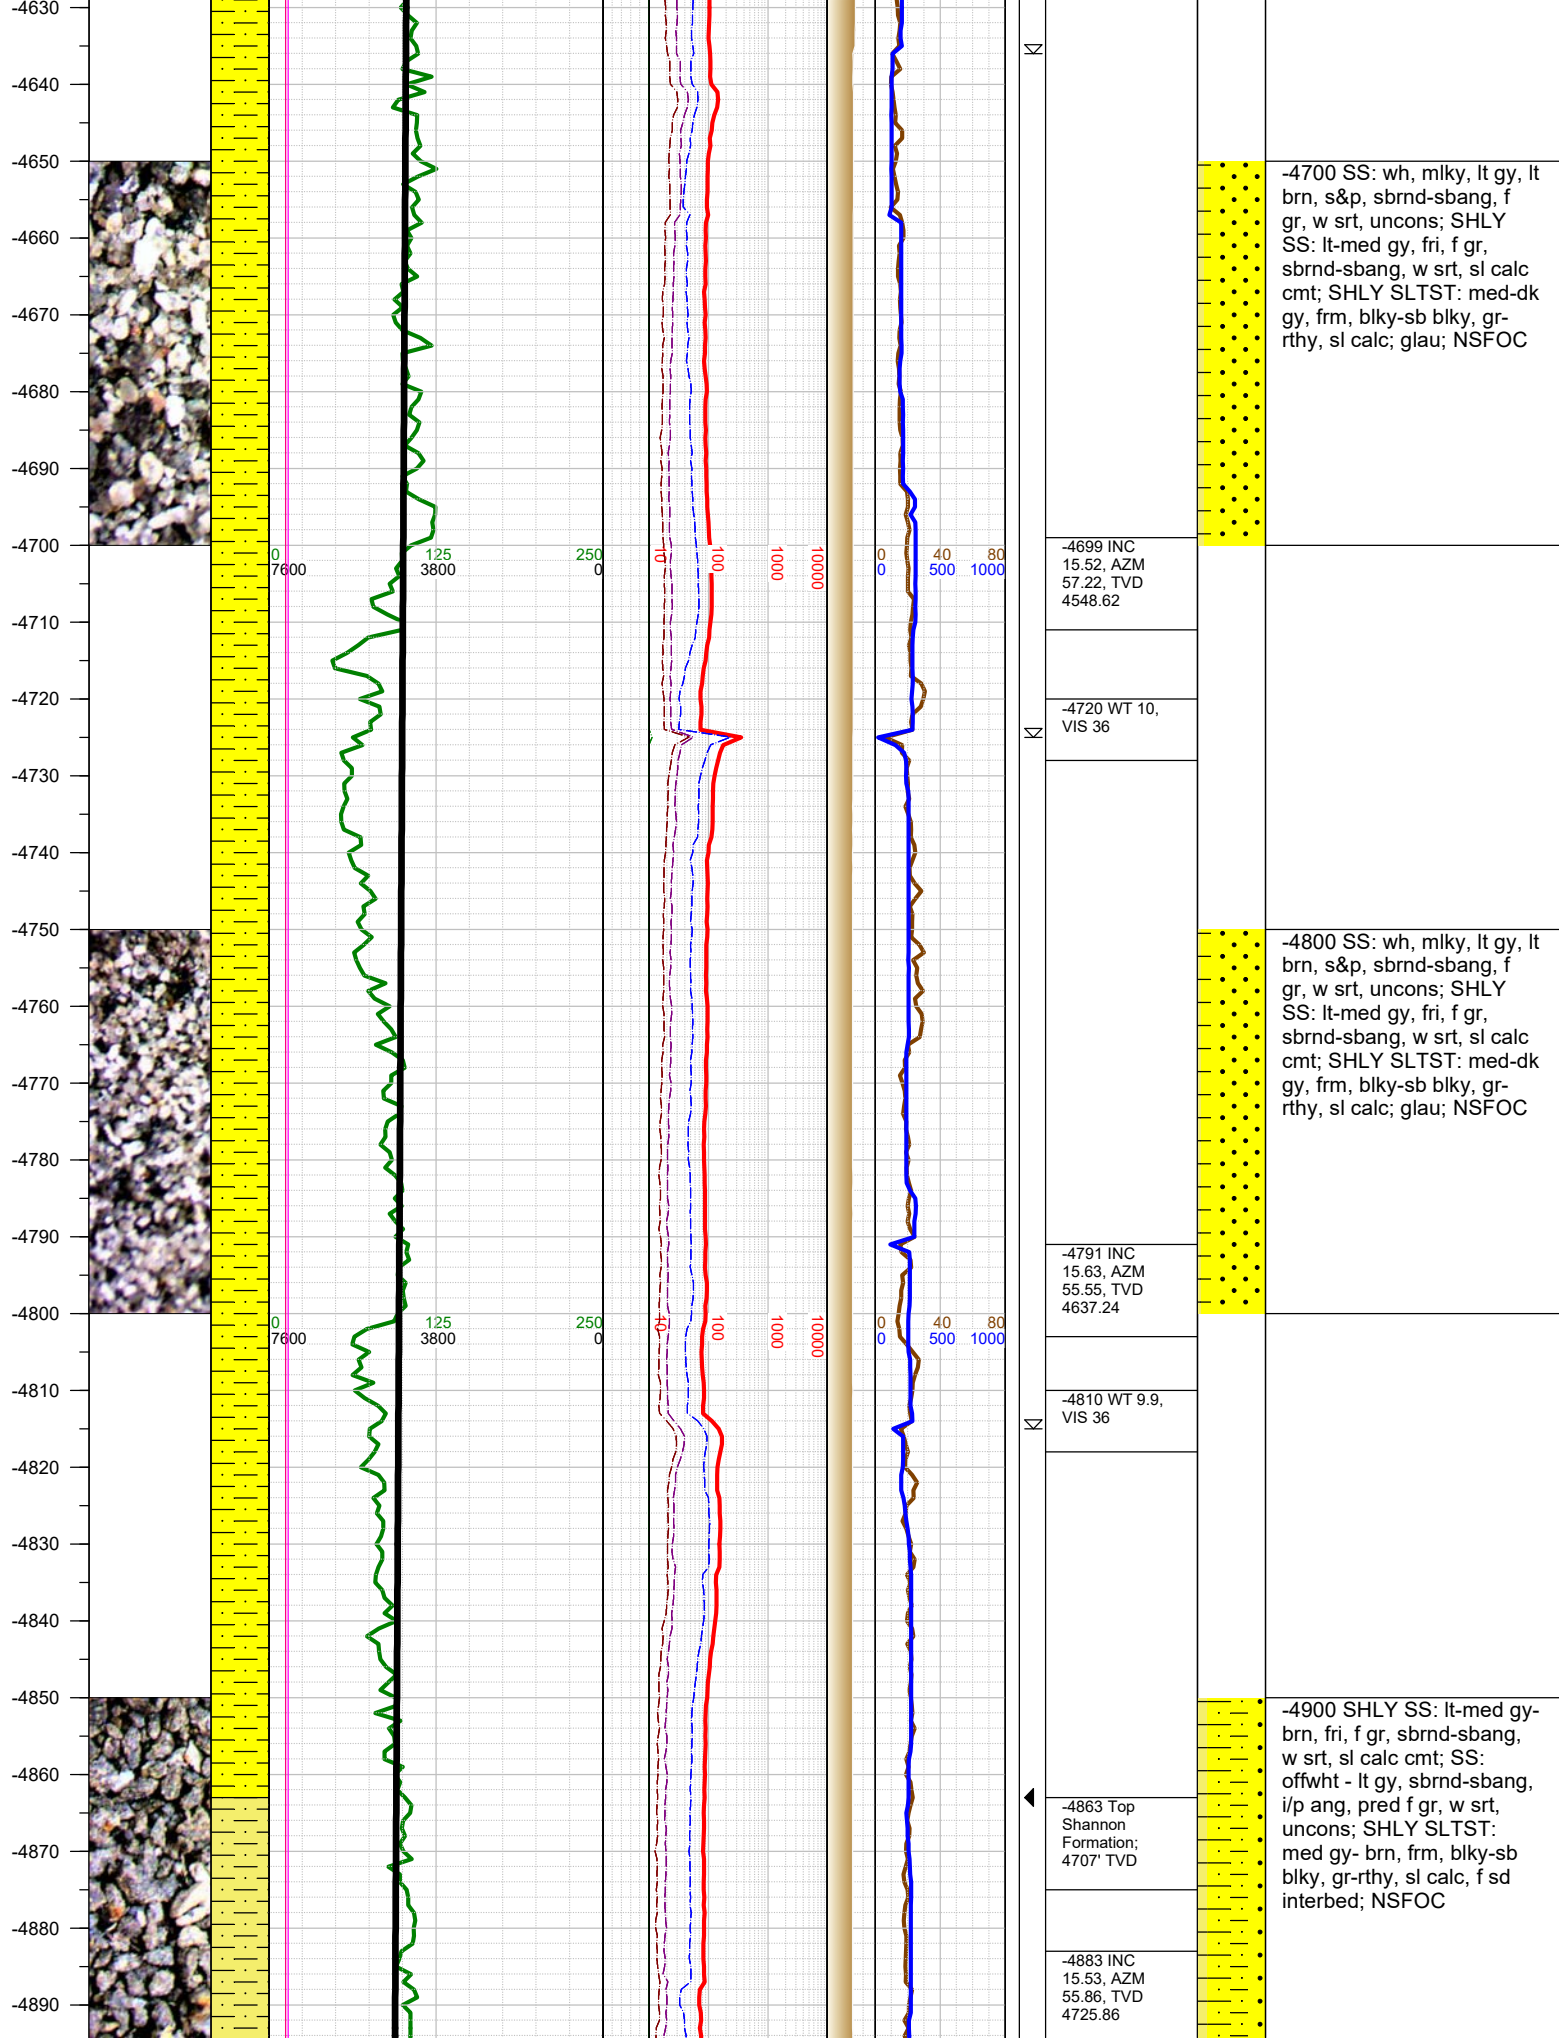 -4630
-4640
-4650
-4660
-4670
-4680
-4690
-4700
-4710
-4720
-4730
-4740
-4750
-4760
-4770
-4780
-4790
-4800
-4810
-4820
-4830
-4840
-4850
-4860
-4870
-4880
-4890
0 125 250
7600 3800 0
10 100 1000 10000
0 40 80
0 500 1000
0 125 250
7600 3800 0
10 100 1000 10000
0 40 80
0 500 1000
-4699 INC
15.52, AZM
57.22, TVD
4548.62
-4720 WT 10,
VIS 36
-4791 INC
15.63, AZM
55.55, TVD
4637.24
-4810 WT 9.9,
VIS 36
-4863 Top
Shannon
Formation;
4707' TVD
-4883 INC
15.53, AZM
55.86, TVD
4725.86
-4700 SS: wh, mlky, lt gy, lt
brn, s&p, sbrnd-sbang, f
gr, w srt, uncons; SHLY
SS: lt-med gy, fri, f gr,
sbrnd-sbang, w srt, sl calc
cmt; SHLY SLTST: med-dk
gy, frm, blky-sb blky, gr-
rthy, sl calc; glau; NSFOC
-4800 SS: wh, mlky, lt gy, lt
brn, s&p, sbrnd-sbang, f
gr, w srt, uncons; SHLY
SS: lt-med gy, fri, f gr,
sbrnd-sbang, w srt, sl calc
cmt; SHLY SLTST: med-dk
gy, frm, blky-sb blky, gr-
rthy, sl calc; glau; NSFOC
-4900 SHLY SS: lt-med gy-
brn, fri, f gr, sbrnd-sbang,
w srt, sl calc cmt; SS:
offwht - lt gy, sbrnd-sbang,
i/p ang, pred f gr, w srt,
uncons; SHLY SLTST:
med gy- brn, frm, blky-sb
blky, gr-rthy, sl calc, f sd
interbed; NSFOC